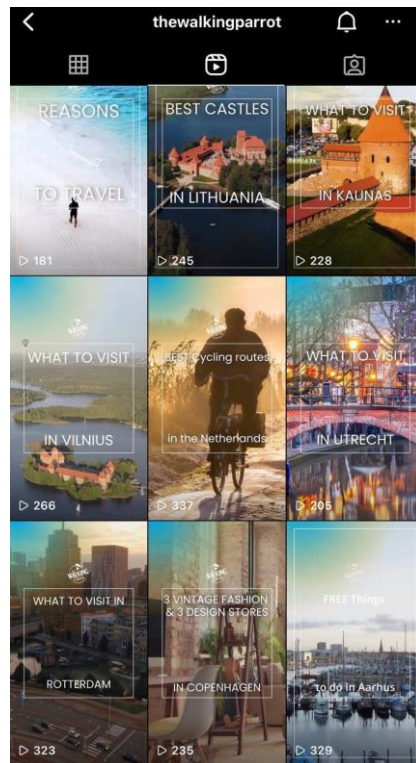 thewalkingparrot
REASONS
TO TRAVEL
181
BEST CASTLES
IN LITHUANIA
245
WHAT TO VISIT
IN KAUNAS
228
WHAT TO VISIT
IN VILNIUS
266
BEST Cycling routes
in the Netherlands
337
WHAT TO VISIT
IN UTRECHT
205
WHAT TO VISIT IN
ROTTERDAM
323
3 VINTAGE FASHION
& 3 DESIGN STORES
IN COPENHAGEN
235
FREE Things
to do in Aarhus
329